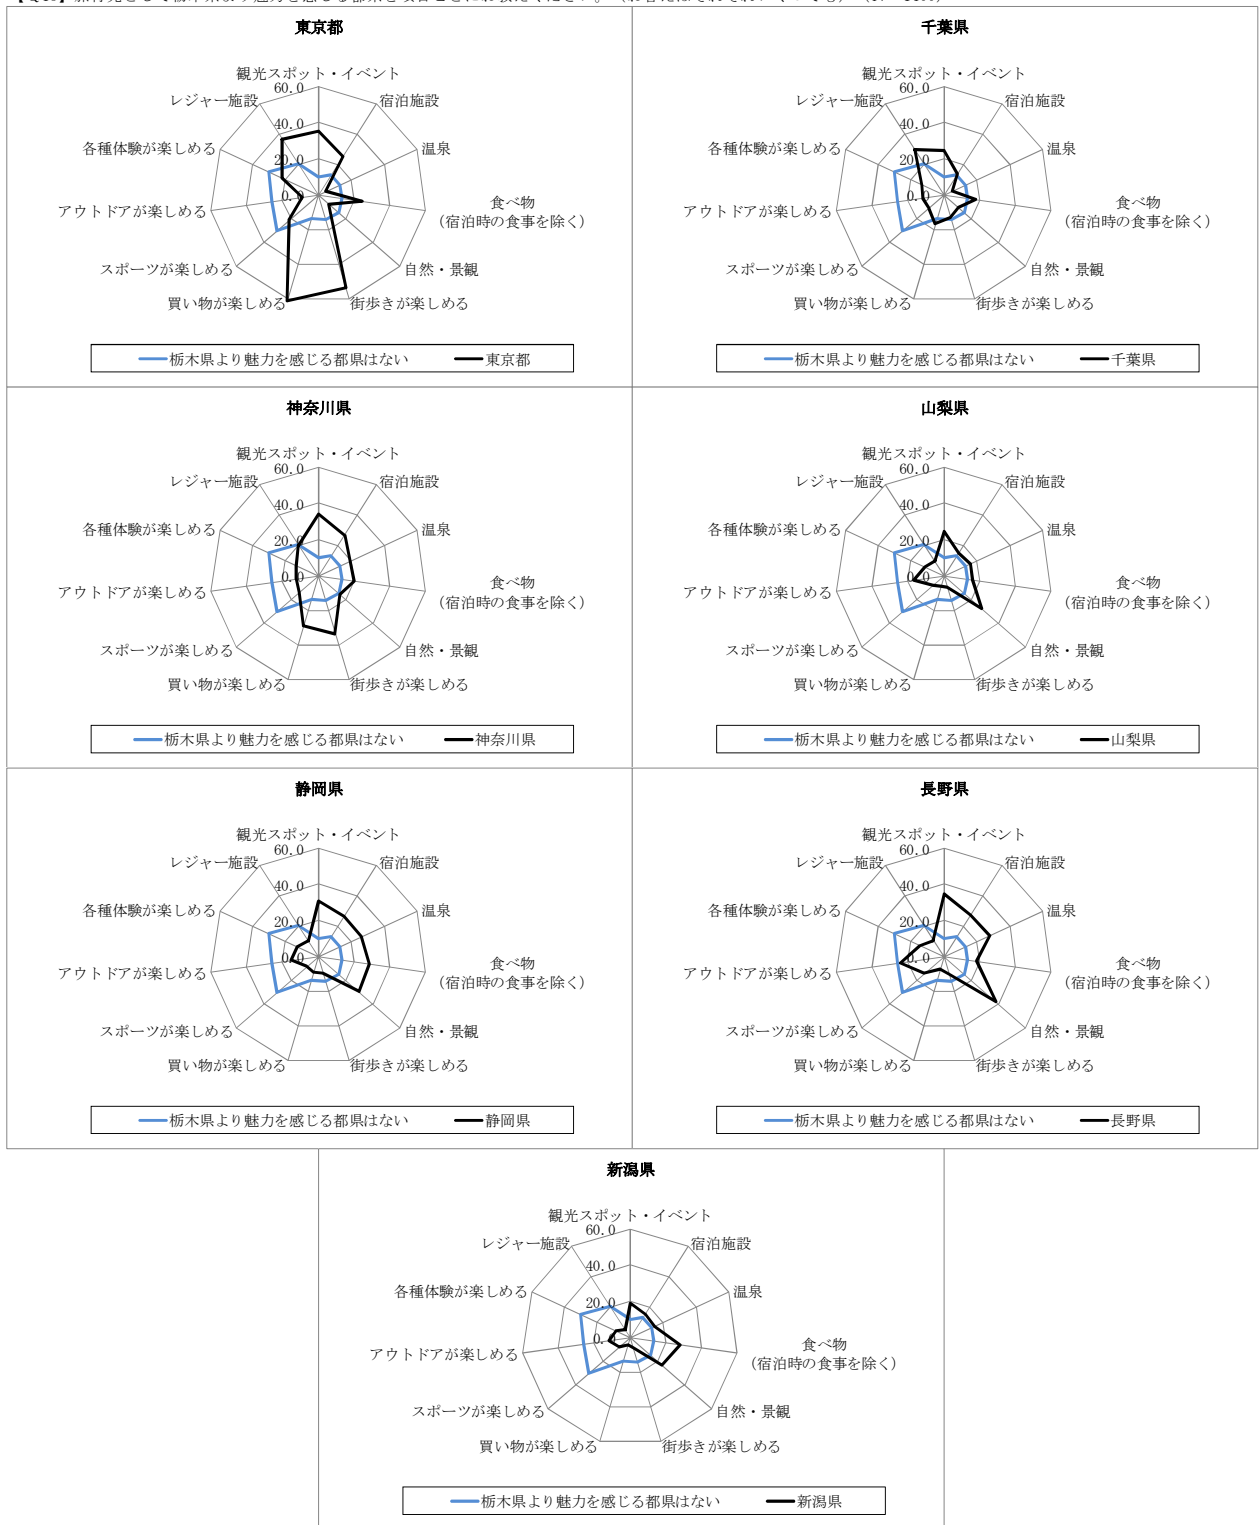 東京都
観光スポット・イベント
60.0
宿泊施設
40.0
温泉
20.0
食べ物
(宿泊時の食事を除く)
0.0
自然・景観
街歩きが楽しめる
買い物が楽しめる
スポーツが楽しめる
アウトドアが楽しめる
各種体験が楽しめる
レジャー施設
栃木県より魅力を感じる都県はない
東京都
千葉県
観光スポット・イベント
60.0
宿泊施設
40.0
温泉
20.0
食べ物
(宿泊時の食事を除く)
0.0
自然・景観
街歩きが楽しめる
買い物が楽しめる
スポーツが楽しめる
アウトドアが楽しめる
各種体験が楽しめる
レジャー施設
栃木県より魅力を感じる都県はない
千葉県
神奈川県
観光スポット・イベント
60.0
宿泊施設
40.0
温泉
20.0
食べ物
(宿泊時の食事を除く)
0.0
自然・景観
街歩きが楽しめる
買い物が楽しめる
スポーツが楽しめる
アウトドアが楽しめる
各種体験が楽しめる
レジャー施設
栃木県より魅力を感じる都県はない
神奈川県
山梨県
観光スポット・イベント
60.0
宿泊施設
40.0
温泉
20.0
食べ物
(宿泊時の食事を除く)
0.0
自然・景観
街歩きが楽しめる
買い物が楽しめる
スポーツが楽しめる
アウトドアが楽しめる
各種体験が楽しめる
レジャー施設
栃木県より魅力を感じる都県はない
山梨県
静岡県
観光スポット・イベント
60.0
宿泊施設
40.0
温泉
20.0
食べ物
(宿泊時の食事を除く)
0.0
自然・景観
街歩きが楽しめる
買い物が楽しめる
スポーツが楽しめる
アウトドアが楽しめる
各種体験が楽しめる
レジャー施設
栃木県より魅力を感じる都県はない
静岡県
長野県
観光スポット・イベント
60.0
宿泊施設
40.0
温泉
20.0
食べ物
(宿泊時の食事を除く)
0.0
自然・景観
街歩きが楽しめる
買い物が楽しめる
スポーツが楽しめる
アウトドアが楽しめる
各種体験が楽しめる
レジャー施設
栃木県より魅力を感じる都県はない
長野県
新潟県
観光スポット・イベント
60.0
宿泊施設
40.0
温泉
20.0
食べ物
(宿泊時の食事を除く)
0.0
自然・景観
街歩きが楽しめる
買い物が楽しめる
スポーツが楽しめる
アウトドアが楽しめる
各種体験が楽しめる
レジャー施設
栃木県より魅力を感じる都県はない
新潟県